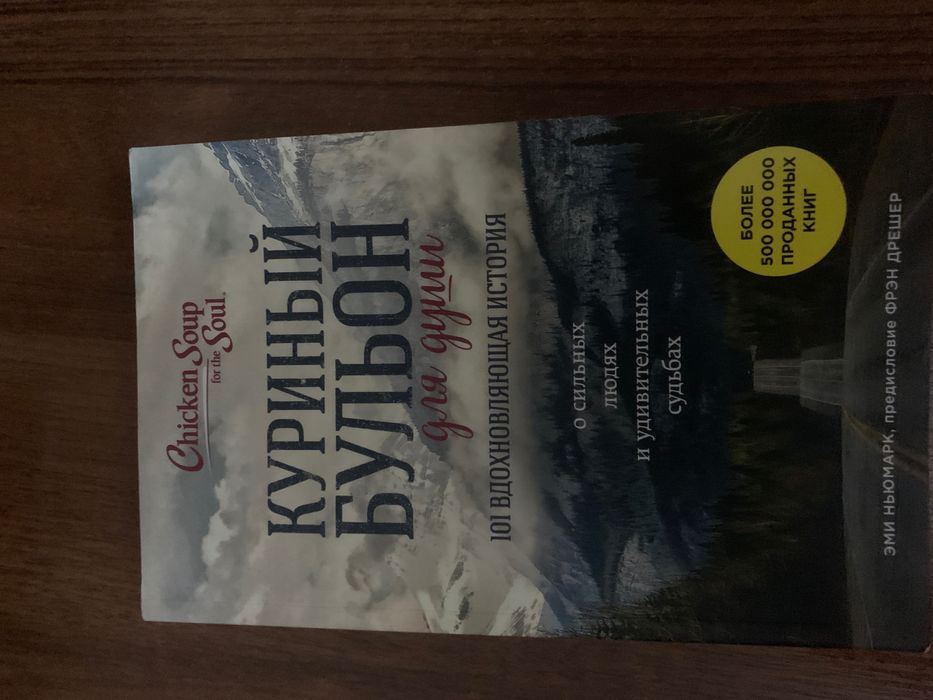 Chicken Soup
for the Soul®
КУРИНЫЙ
БУЛЬОН
для души
101 ВДОХНОВЛЯЮЩАЯ ИСТОРИЯ
о сильных
людях
и удивительных
судьбах
БОЛЕЕ
500 000 000
ПРОДАННЫХ
КНИГ
ЭМИ НЬЮМАРК, предисловие ФРЭН ДРЕШЕР